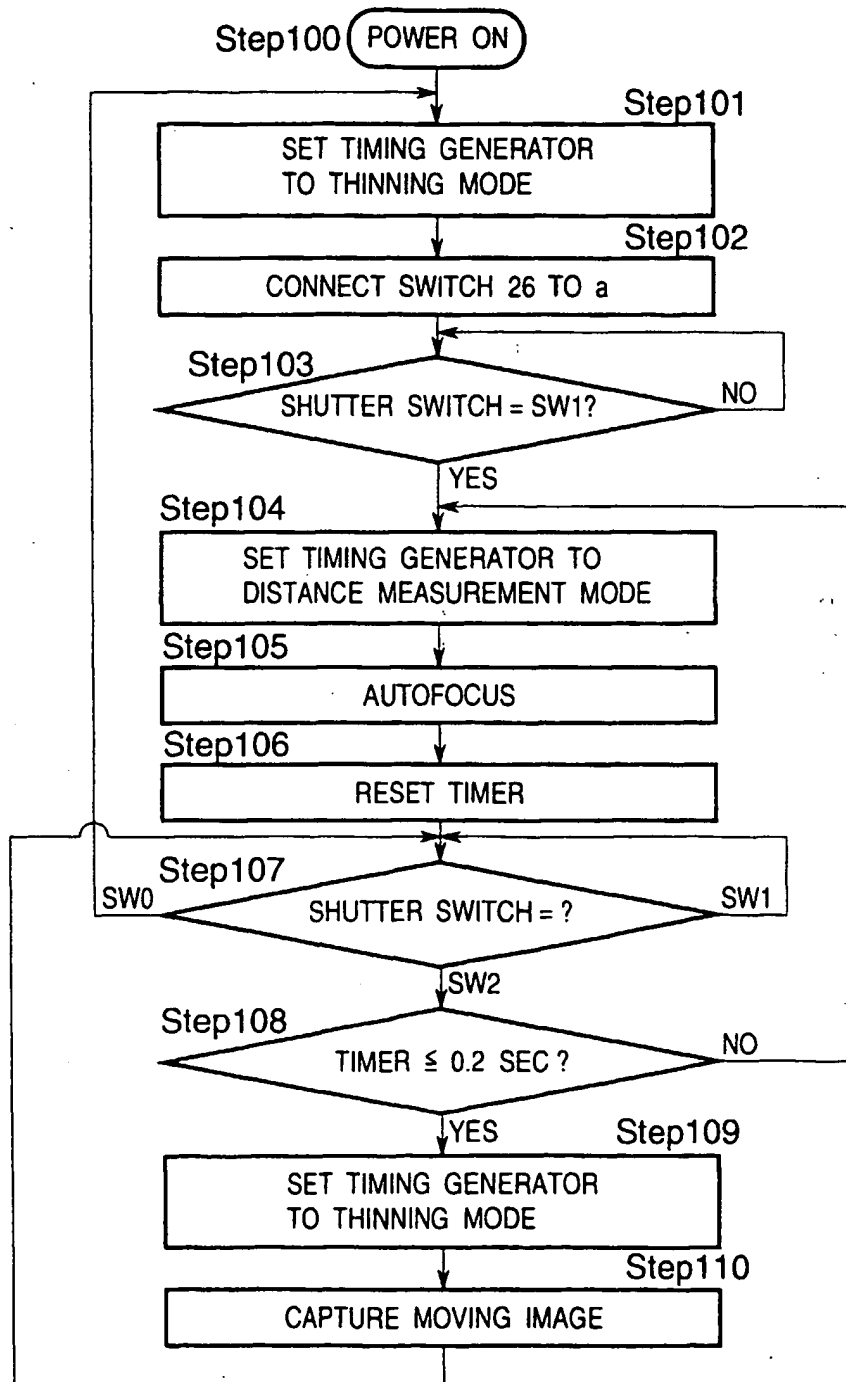 Step100
POWER ON
Step101
SET TIMING GENERATOR
TO THINNING MODE
Step102
CONNECT SWITCH 26 TO a
Step103
SHUTTER SWITCH = SW1?
NO
YES
Step104
SET TIMING GENERATOR TO
DISTANCE MEASUREMENT MODE
Step105
AUTOFOCUS
Step106
RESET TIMER
Step107
SW0
SHUTTER SWITCH = ?
SW1
SW2
Step108
TIMER ≦ 0.2 SEC ?
NO
YES
Step109
SET TIMING GENERATOR
TO THINNING MODE
Step110
CAPTURE MOVING IMAGE